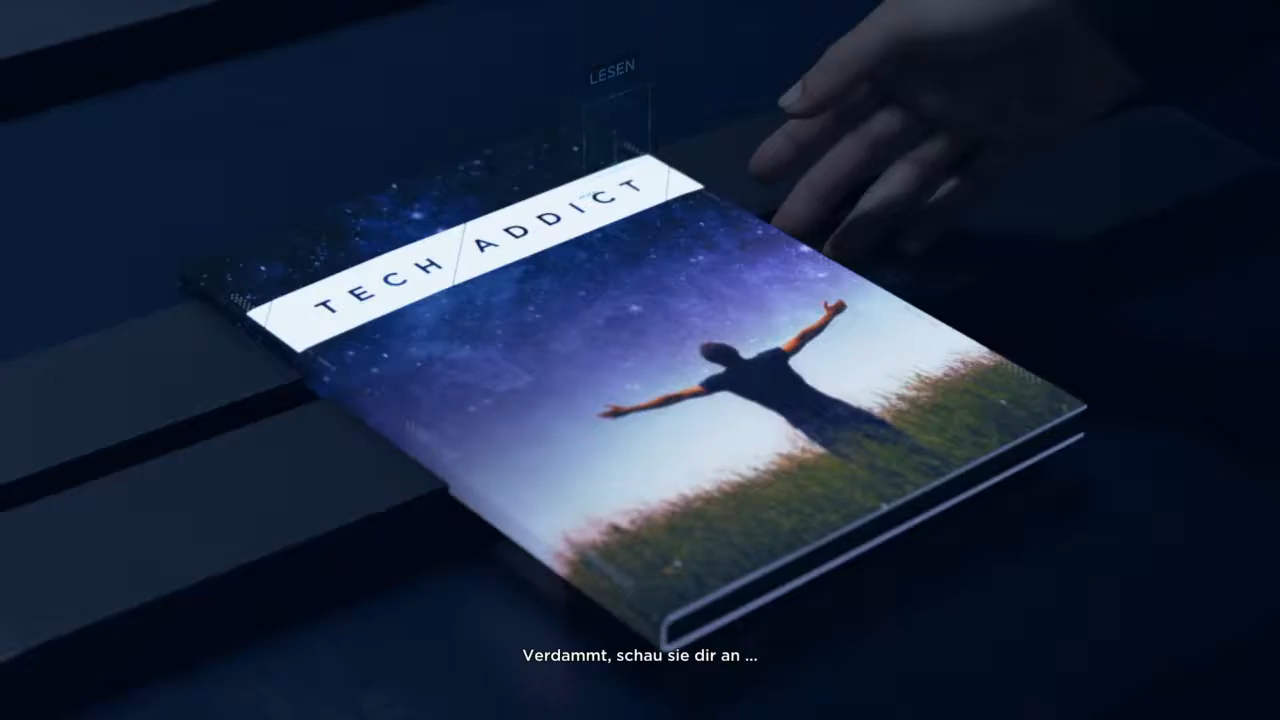 LESEN
TECH ADDICT
Verdammt, schau sie dir an ...